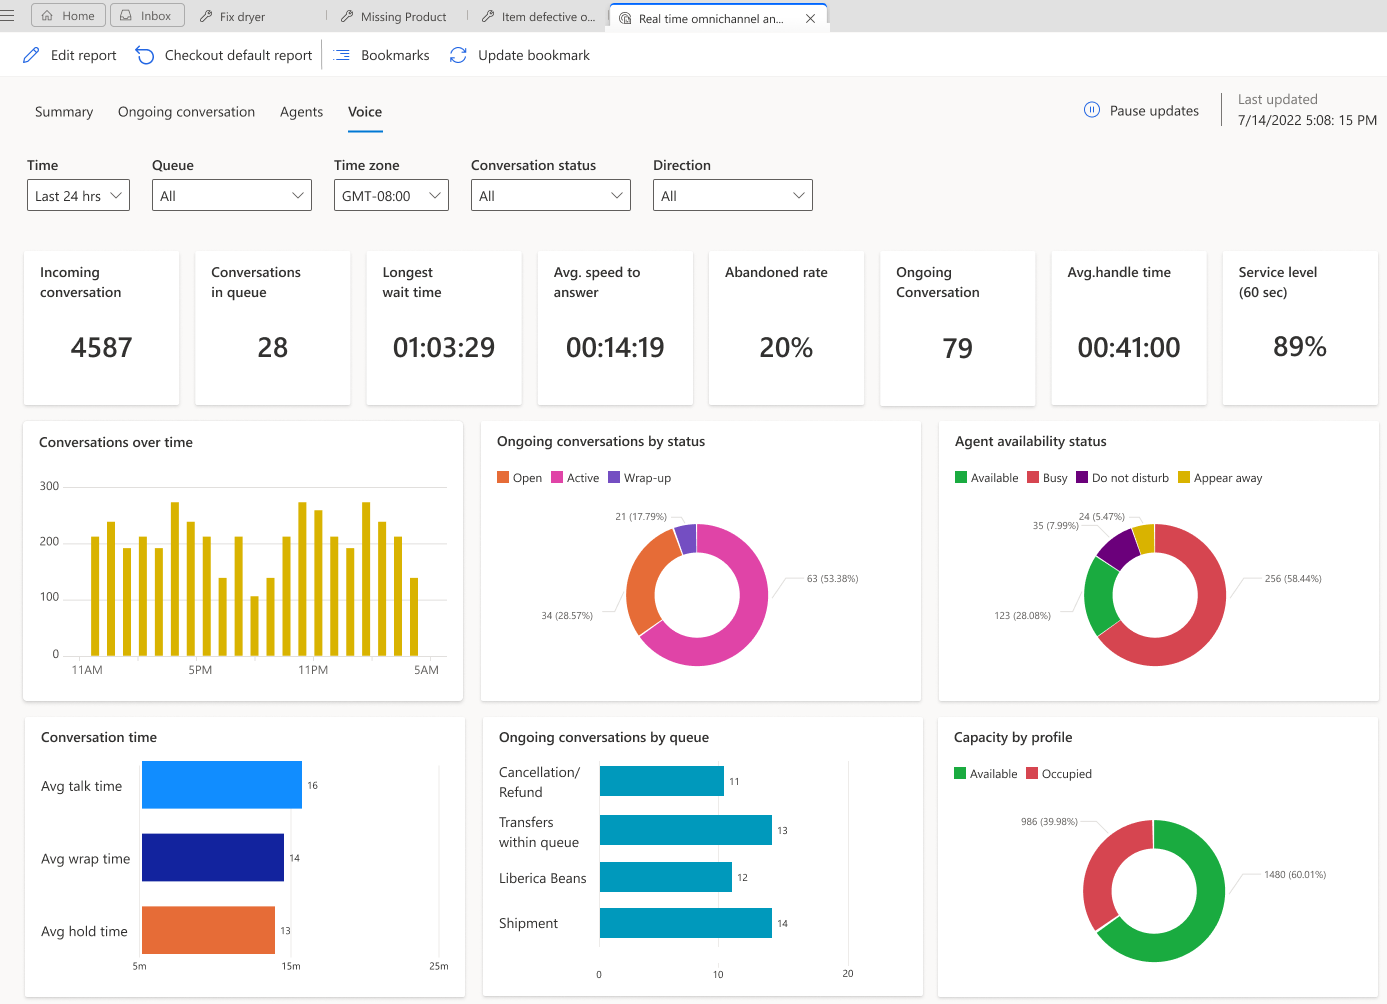 Home
Inbox
Fix dryer
Missing Product
Item defective o...
Real time omnichannel an...
Edit report
Checkout default report
Bookmarks
Update bookmark
Summary
Ongoing conversation
Agents
Voice
Pause updates
Last updated
7/14/2022 5:08: 15 PM
Time
Last 24 hrs
Queue
All
Time zone
GMT-08:00
Conversation status
All
Direction
All
Incoming
conversation
4587
Conversations
in queue
28
Longest
wait time
01:03:29
Avg. speed to
answer
00:14:19
Abandoned rate
20%
Ongoing
Conversation
79
Avg.handle time
00:41:00
Service level
(60 sec)
89%
Conversations over time
300
200
100
0
11AM
5PM
11PM
5AM
Ongoing conversations by status
Open
Active
Wrap-up
21 (17.79%)
63 (53.38%)
34 (28.57%)
Agent availability status
Available
Busy
Do not disturb
Appear away
24 (5.47%)
35 (7.99%)
256 (58.44%)
123 (28.08%)
Conversation time
Avg talk time
16
Avg wrap time
14
Avg hold time
13
5m
15m
25m
Ongoing conversations by queue
Cancellation/
Refund
11
Transfers
within queue
13
Liberica Beans
12
Shipment
14
0
10
20
Capacity by profile
Available
Occupied
986 (39.98%)
1480 (60.01%)